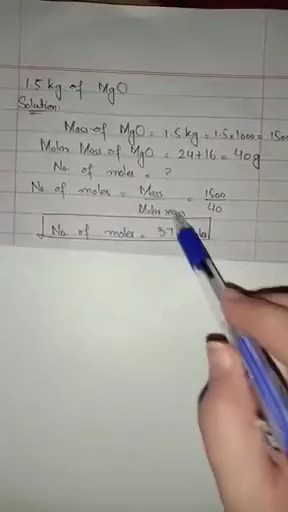 1.5 kg of MgO
Solution:
Mass of MgO = 1.5 kg = 1.5 x 1000 = 1500
Molar Mass of MgO = 24+16 = 40g
No. of moles = ?
No. of moles = Mass / Molar mass = 1500 / 40
No. of moles = 37